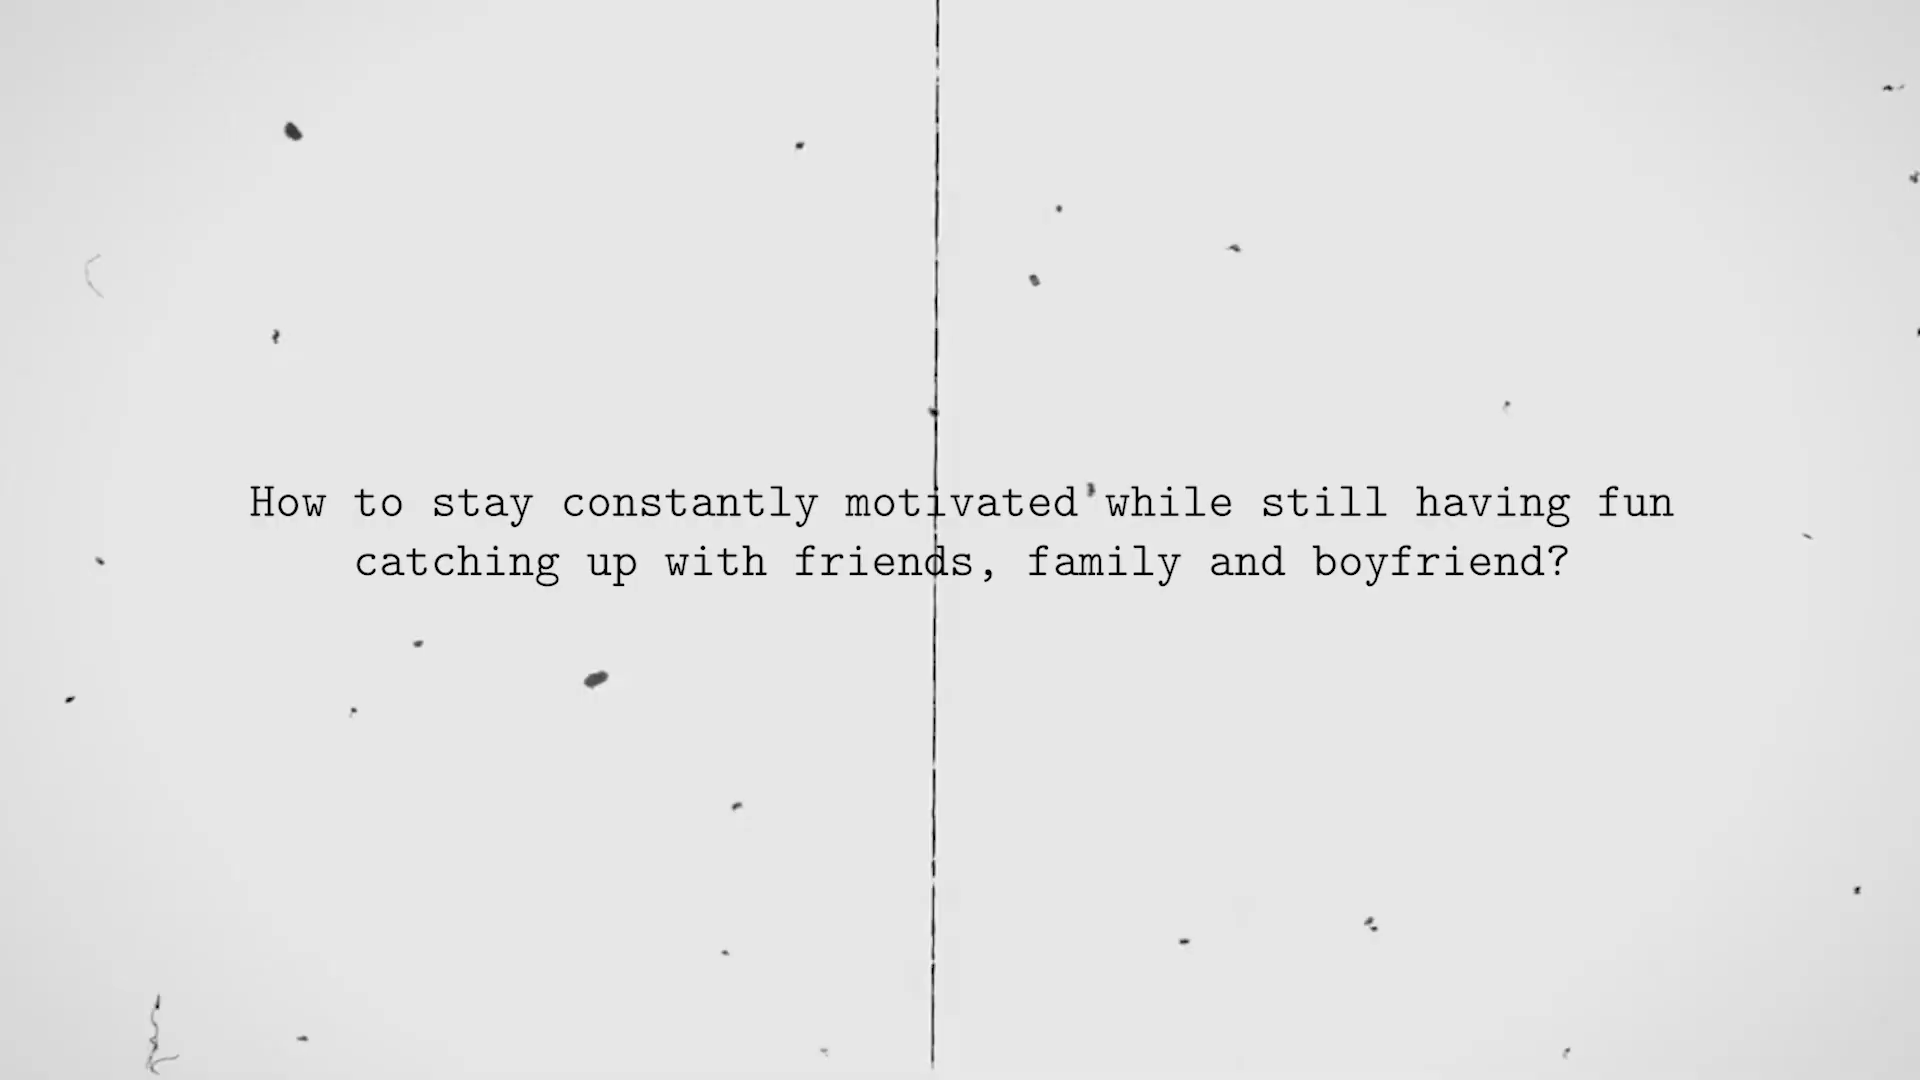 How to stay constantly motivated while still having fun
catching up with friends, family and boyfriend?